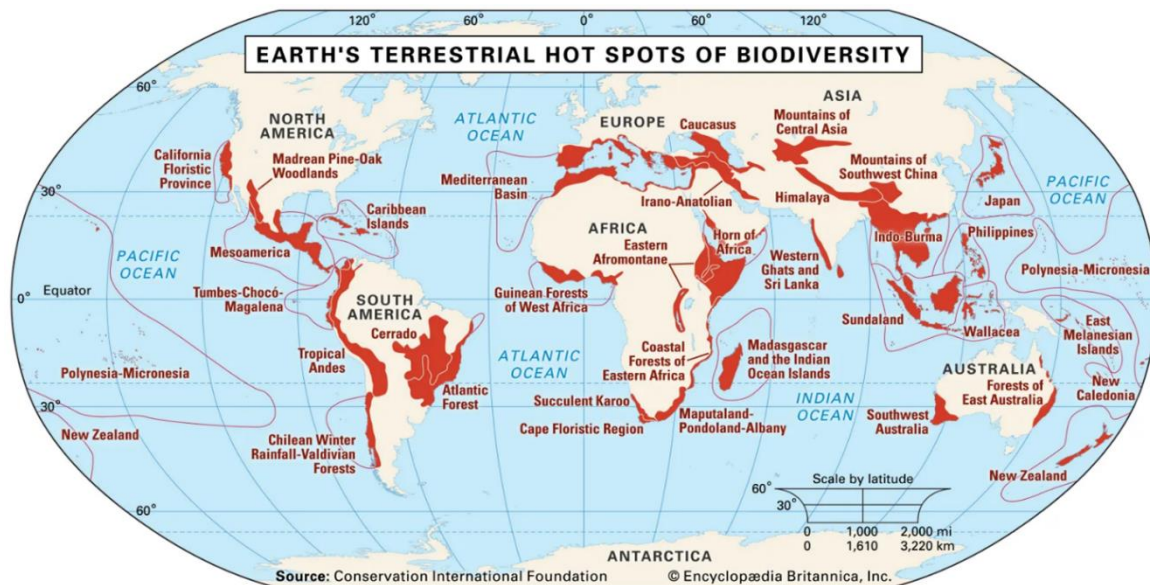 120°
60°
0°
60°
120°
EARTH'S TERRESTRIAL HOT SPOTS OF BIODIVERSITY
60°
NORTH
AMERICA
ATLANTIC
OCEAN
EUROPE
ASIA
Caucasus
Mountains of
Central Asia
California
Floristic
Province
Madrean Pine-Oak
Woodlands
Mountains of
Southwest China
30°
Mediterranean
Basin
Irano-Anatolian
Himalaya
Japan
PACIFIC
OCEAN
Caribbean
Islands
AFRICA
Horn of
Africa
Indo-Burma
Philippines
Mesoamerica
Eastern
Afromontane
PACIFIC
OCEAN
Western
Ghats and
Sri Lanka
Polynesia-Micronesia
Equator
0°
Tumbes-Chocó-
Magalena
SOUTH
AMERICA
Guinean Forests
of West Africa
0°
Sundaland
Wallacea
East
Melanesian
Islands
Cerrado
Tropical
Andes
ATLANTIC
OCEAN
Coastal
Forests of
Eastern Africa
Madagascar
and the Indian
Ocean Islands
Polynesia-Micronesia
AUSTRALIA
Forests of
East Australia
New
Caledonia
Atlantic
Forest
Succulent Karoo
INDIAN
OCEAN
30°
30°
New Zealand
Cape Floristic Region
Maputaland-
Pondoland-Albany
Southwest
Australia
Chilean Winter
Rainfall-Valdivian
Forests
New Zealand
Scale by latitude
60°
30°
0 1,000 2,000 mi
0 1,610 3,220 km
60°
60°
ANTARCTICA
Source: Conservation International Foundation
© Encyclopædia Britannica, Inc.